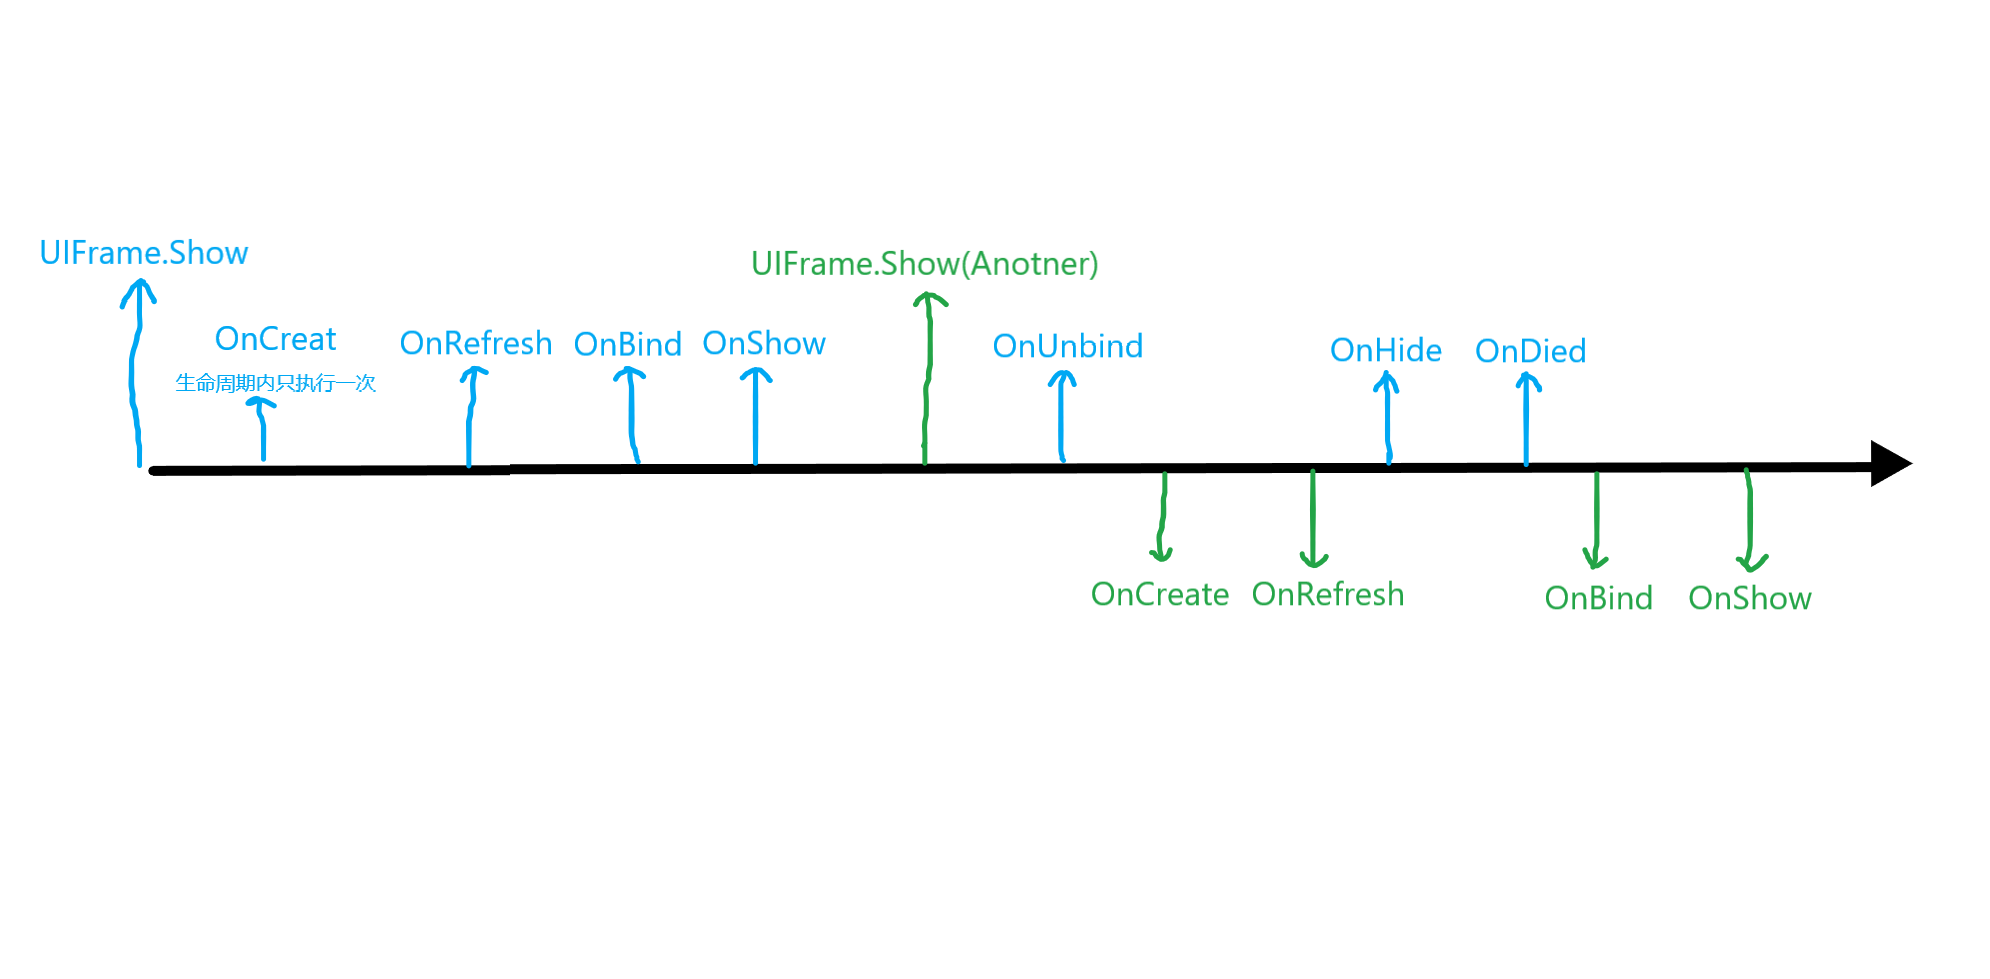 UIFrame.Show
OnCreat
生命周期内只执行一次
OnRefresh
OnBind
OnShow
UIFrame.Show(Anotner)
OnUnbind
OnHide
OnDied
OnCreate
OnRefresh
OnBind
OnShow